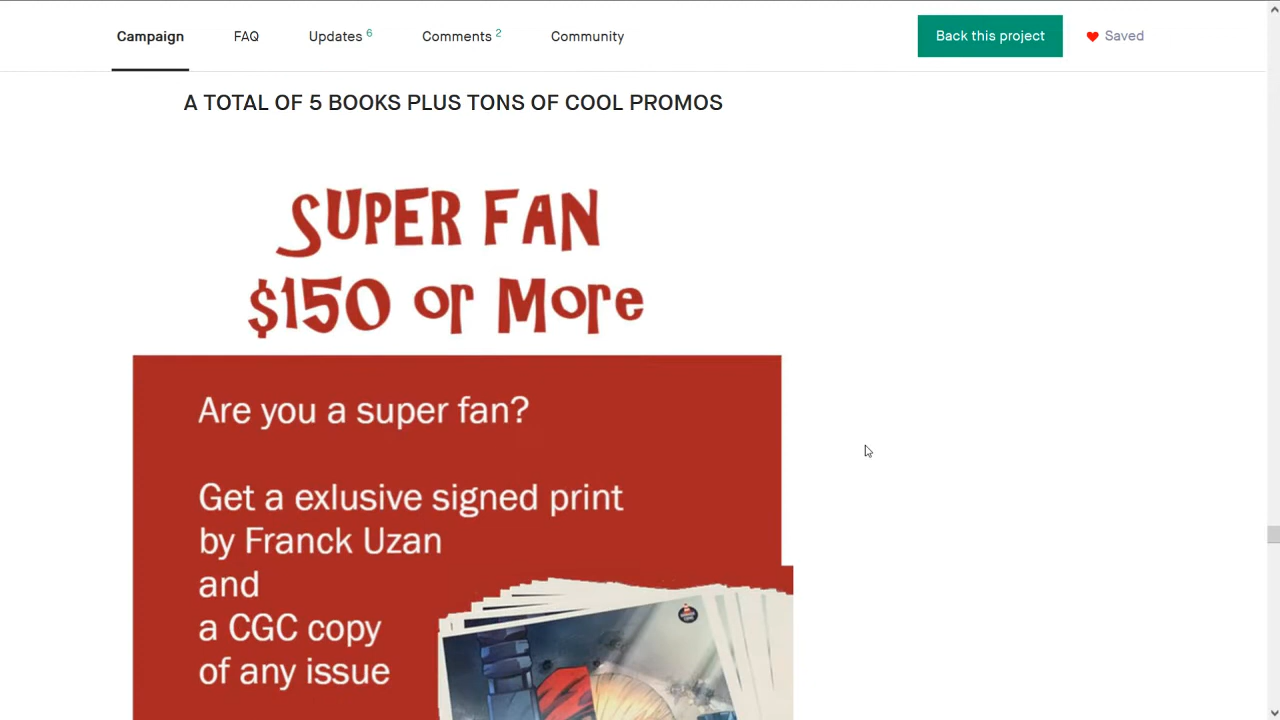 Campaign FAQ Updates 6 Comments 2 Community Back this project Saved
A TOTAL OF 5 BOOKS PLUS TONS OF COOL PROMOS
SUPER FAN
$150 or More
Are you a super fan?
Get a exlusive signed print
by Franck Uzan
and
a CGC copy
of any issue